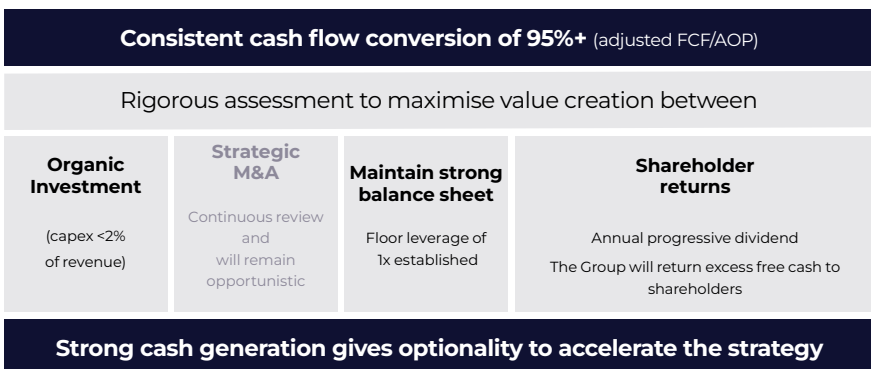 Consistent cash flow conversion of 95%+ (adjusted FCF/AOP)
Rigorous assessment to maximise value creation between
Organic
Investment
(capex <2%
of revenue)
Strategic
M&A
Continuous review
and
will remain
opportunistic
Maintain strong
balance sheet
Floor leverage of
1x established
Shareholder
returns
Annual progressive dividend
The Group will return excess free cash to
shareholders
Strong cash generation gives optionality to accelerate the strategy